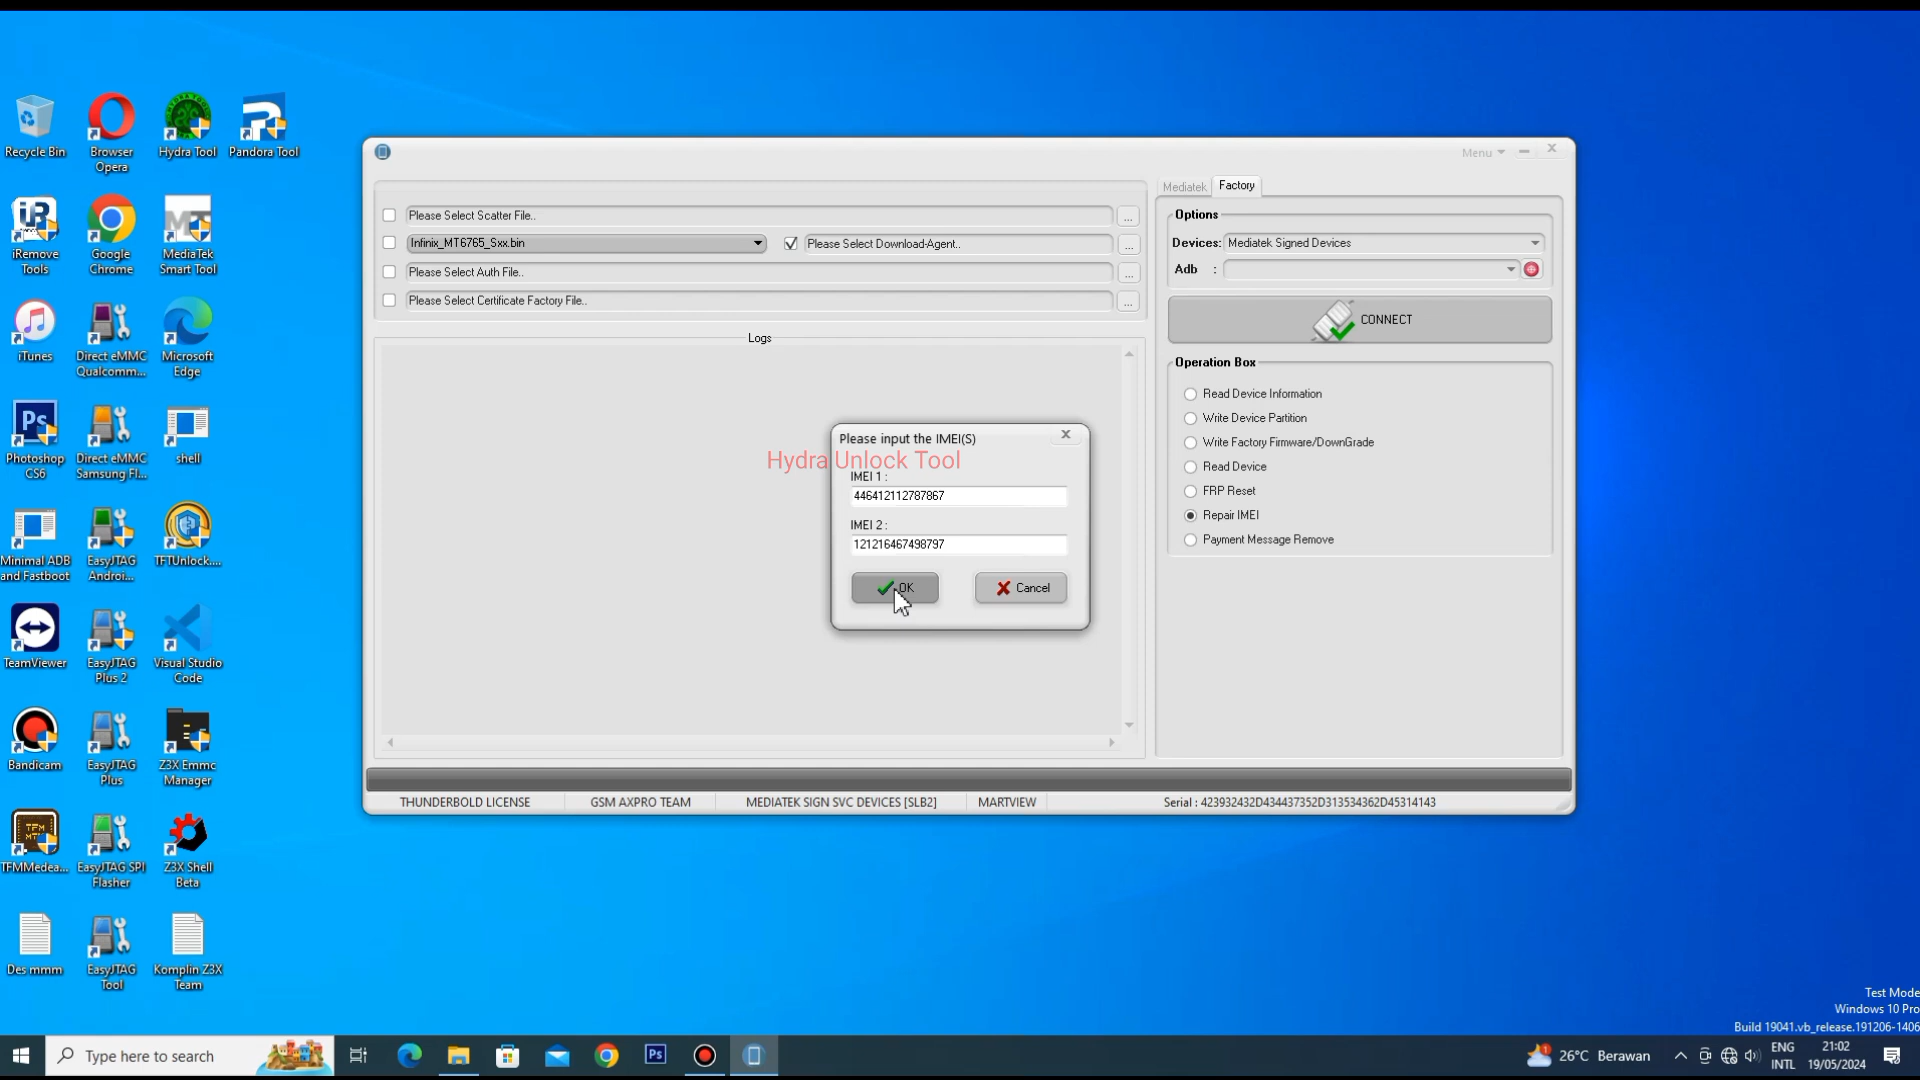 Recycle Bin
Browser
Opera
Hydra Tool
Pandora Tool
iRemove
Tools
Google
Chrome
MediaTek
Smart Tool
iTunes
Direct eMMC
Qualcomm...
Microsoft
Edge
Photoshop
CS6
Direct eMMC
Samsung Fl...
shell
Minimal ADB
and Fastboot
EasyJTAG
Androi...
TFTUnlock....
TeamViewer
EasyJTAG
Plus 2
Visual Studio
Code
Bandicam
EasyJTAG
Plus
Z3X Emmc
Manager
TFMMedea...
EasyJTAG SPI
Flasher
Z3X Shell
Beta
Des mmm
EasyJTAG
Tool
Komplin Z3X
Team
Menu
Please Select Scatter File..
Infinix_MT6765_Sxx.bin
Please Select Download-Agent..
Please Select Auth File..
Please Select Certificate Factory File..
Logs
Mediatek Factory
Options
Devices: Mediatek Signed Devices
Adb :
CONNECT
Operation Box
Read Device Information
Write Device Partition
Write Factory Firmware/DownGrade
Read Device
FRP Reset
Repair IMEI
Payment Message Remove
Please input the IMEI(S)
Hydra Unlock Tool
IMEI 1 :
446412112787867
IMEI 2 :
121216467498797
OK
Cancel
THUNDERBOLD LICENSE
GSM AXPRO TEAM
MEDIATEK SIGN SVC DEVICES [SLB2]
MARTVIEW
Serial : 423932432D434437352D313534362D45314143
Test Mode
Windows 10 Pro
Build 19041.vb_release.191206-1406
Type here to search
26°C Berawan
ENG
INTL
21:02
19/05/2024